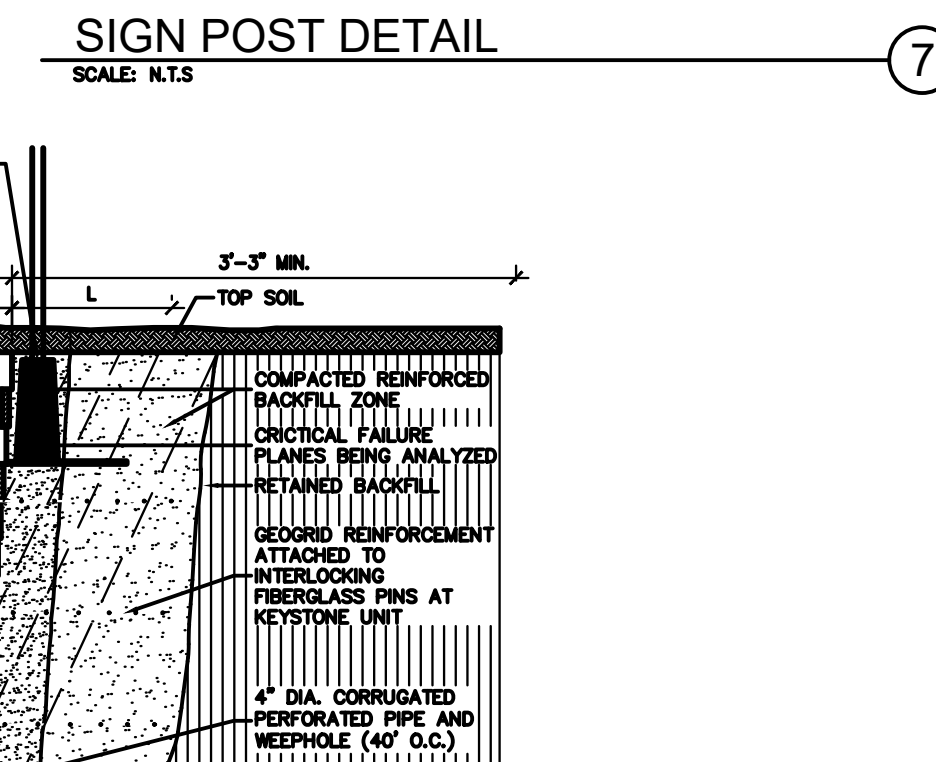 SIGN POST DETAIL
7
SCALE: N.T.S
3'-3" MIN.
L
TOP SOIL
COMPACTED REINFORCED
BACKFILL ZONE
CRICTICAL FAILURE
PLANES BEING ANALYZED
RETAINED BACKFILL
GEOGRID REINFORCEMENT
ATTACHED TO
INTERLOCKING
FIBERGLASS PINS AT
KEYSTONE UNIT
4" DIA. CORRUGATED
PERFORATED PIPE AND
WEEPHOLE (40' O.C.)